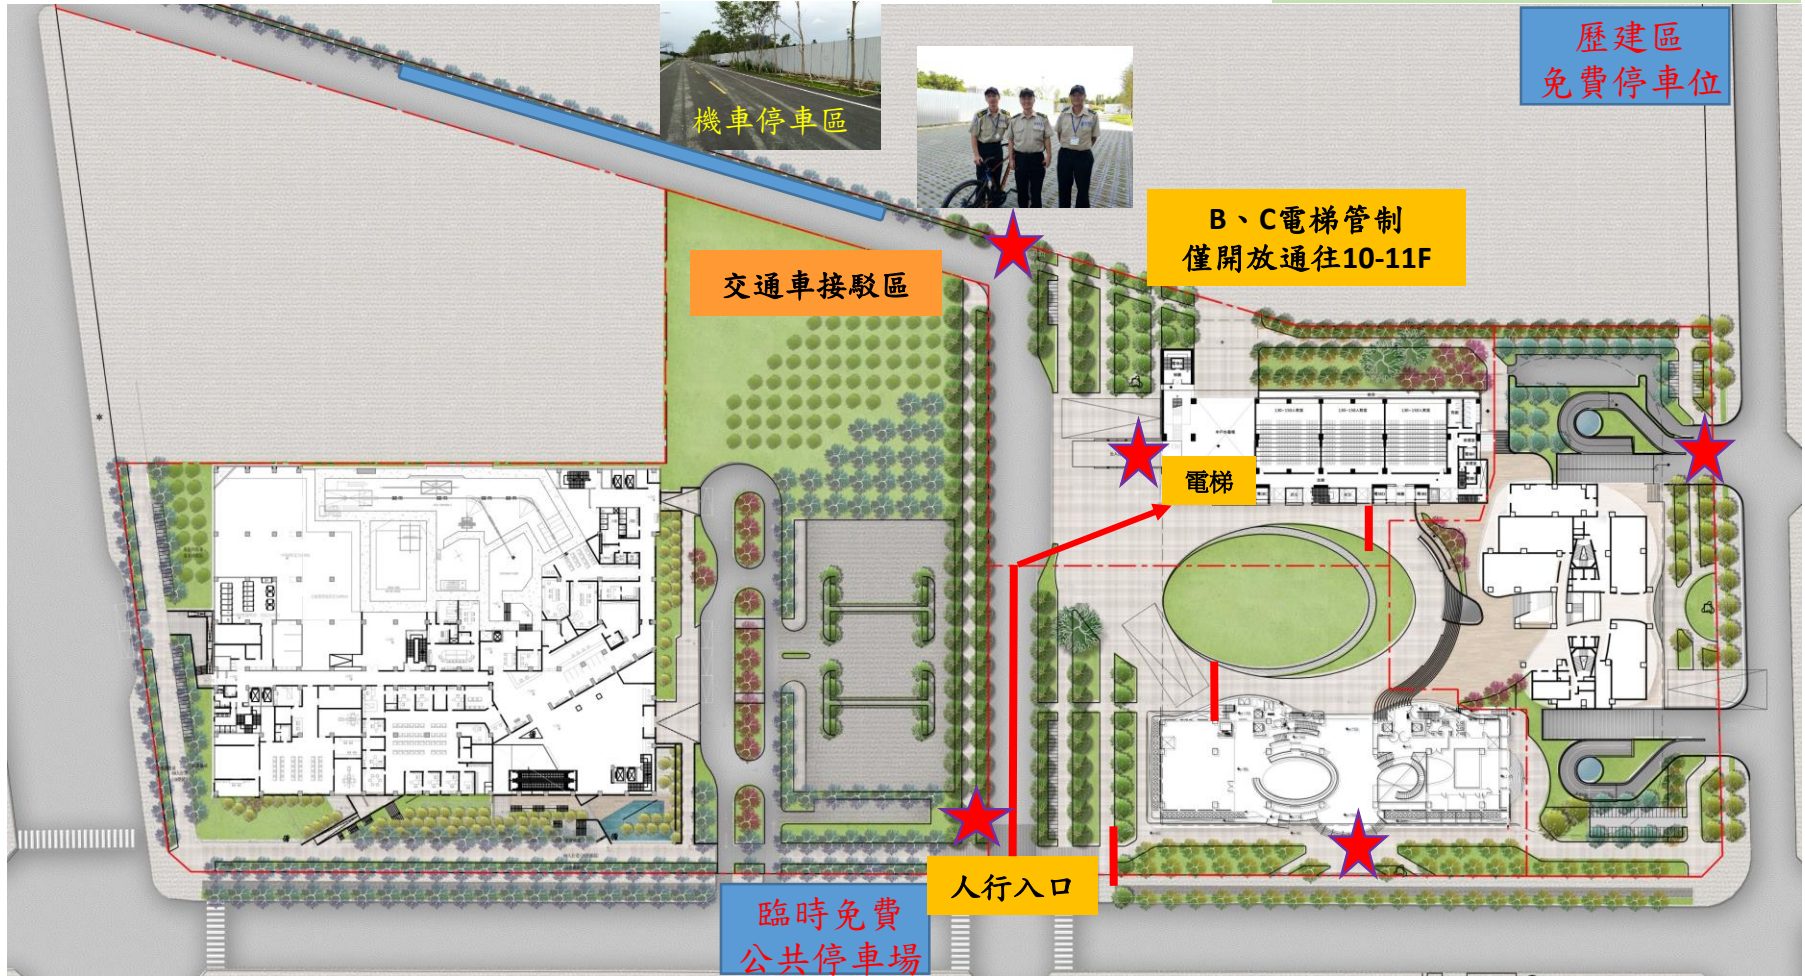 歷建區
免費停車位
機車停車區
B、C電梯管制
僅開放通往10-11F
交通車接駁區
電梯
人行入口
臨時免費
公共停車場